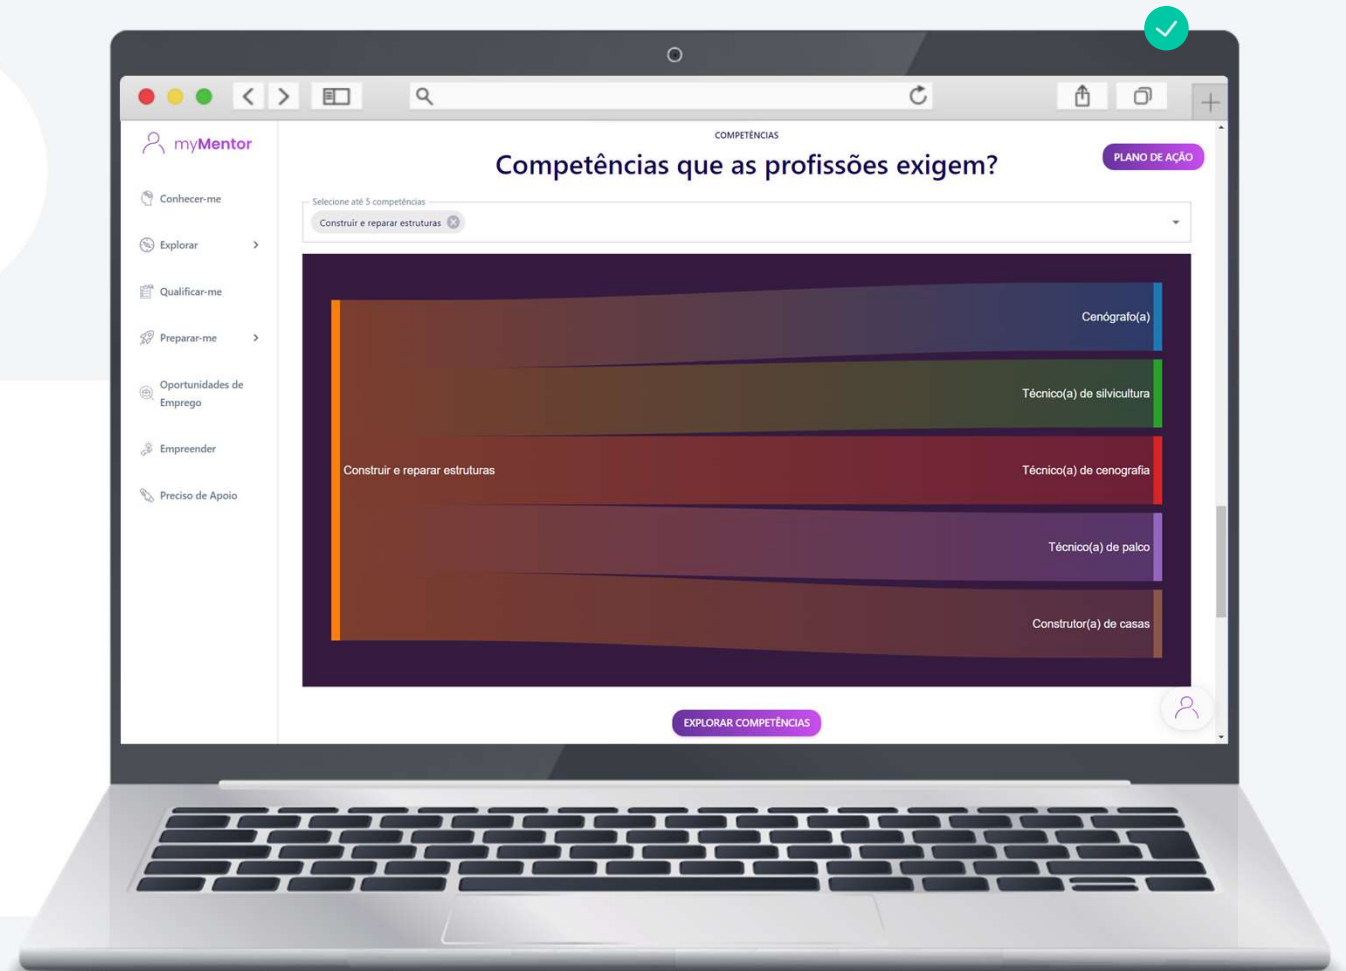 myMentor
Conhecer-me
Explorar
Qualificar-me
Preparar-me
Oportunidades de
Emprego
Empreender
Preciso de Apoio
COMPETÊNCIAS
Competências que as profissões exigem?
PLANO DE AÇÃO
Selecione até 5 competências
Construir e reparar estruturas
Construir e reparar estruturas
Cenógrafo(a)
Técnico(a) de silvicultura
Técnico(a) de cenografia
Técnico(a) de palco
Construtor(a) de casas
EXPLORAR COMPETÊNCIAS